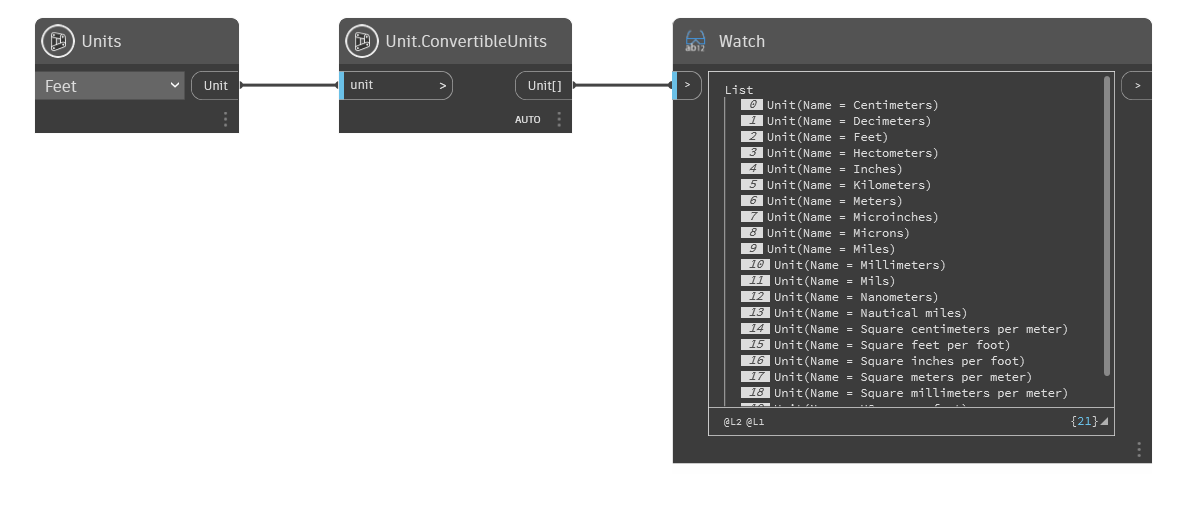 Units
Feet
Unit
Unit.ConvertibleUnits
unit
>
Unit[]
AUTO
Watch
>
>
List
0 Unit(Name = Centimeters)
1 Unit(Name = Decimeters)
2 Unit(Name = Feet)
3 Unit(Name = Hectometers)
4 Unit(Name = Inches)
5 Unit(Name = Kilometers)
6 Unit(Name = Meters)
7 Unit(Name = Microinches)
8 Unit(Name = Microns)
9 Unit(Name = Miles)
10 Unit(Name = Millimeters)
11 Unit(Name = Mils)
12 Unit(Name = Nanometers)
13 Unit(Name = Nautical miles)
14 Unit(Name = Square centimeters per meter)
15 Unit(Name = Square feet per foot)
16 Unit(Name = Square inches per foot)
17 Unit(Name = Square meters per meter)
18 Unit(Name = Square millimeters per meter)
@L2 @L1
{21}